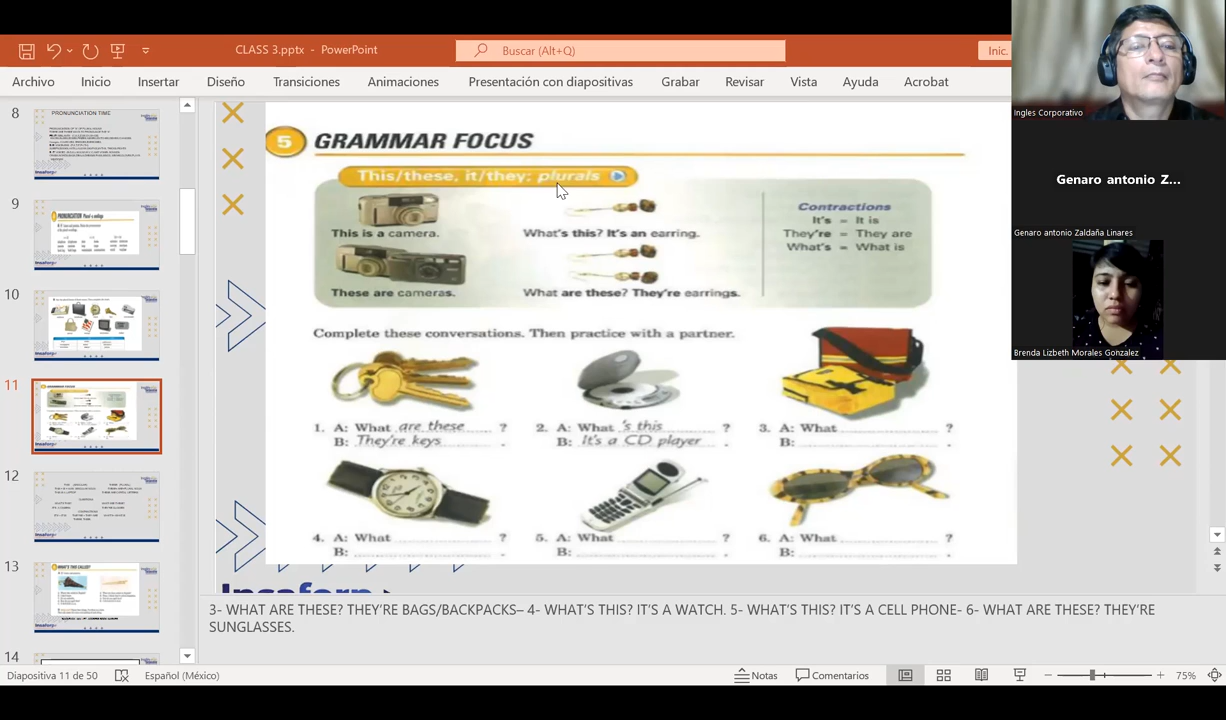 CLASS 3.pptx - PowerPoint
Buscar (Alt+Q)
Inic.
Archivo Inicio Insertar Diseño Transiciones Animaciones Presentación con diapositivas Grabar Revisar Vista Ayuda Acrobat
Ingles Corporativo
Genaro antonio Z...
Genaro antonio Zaldaña Linares
Brenda Lizbeth Morales Gonzalez
8
PRONUNCIATION TIME
9
10
11
12
13
WHAT'S THIS CALLED?
14
5 GRAMMAR FOCUS
This/these, it/they; plurals
This is a camera.
What's this? It's an earring.
These are cameras.
What are these? They're earrings.
Contractions
It's = It is
They're = They are
What's = What is
Complete these conversations. Then practice with a partner.
1. A: What are these ?
B: They're keys .
2. A: What 's this ?
B: It's a CD player .
3. A: What ?
B: .
4. A: What ?
B: .
5. A: What ?
B: .
6. A: What ?
B: .
Insaforp
3- WHAT ARE THESE? THEY'RE BAGS/BACKPACKS– 4- WHAT'S THIS? IT'S A WATCH. 5- WHAT'S THIS? IT'S A CELL PHONE- 6- WHAT ARE THESE? THEY'RE
SUNGLASSES.
Diapositiva 11 de 50
Español (México)
Notas
Comentarios
75%